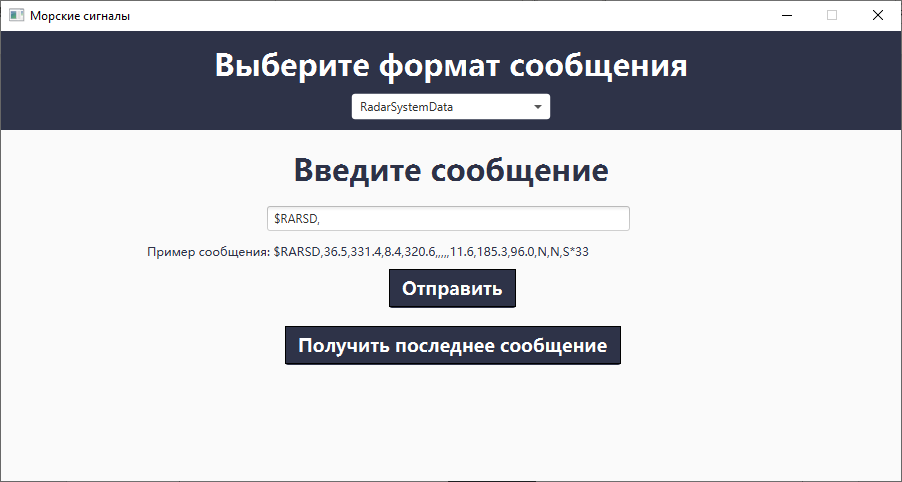 Морские сигналы
Выберите формат сообщения
RadarSystemData
Введите сообщение
$RARSD,
Пример сообщения: $RARSD,36.5,331.4,8.4,320.6,,,,,11.6,185.3,96.0,N,N,S*33
Отправить
Получить последнее сообщение